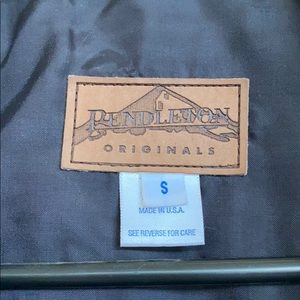 PENDLETON
ORIGINALS
S
MADE IN U.S.A.
SEE REVERSE FOR CARE